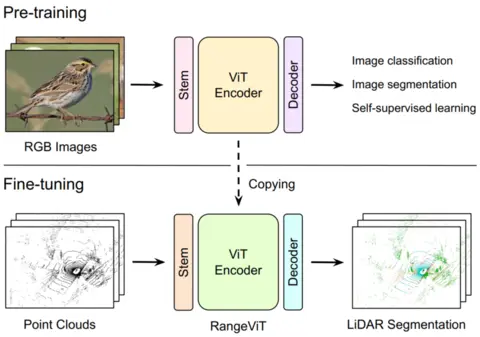 Pre-training
Stem
ViT
Encoder
Decoder
Image classification
Image segmentation
Self-supervised learning
RGB Images
Copying
Fine-tuning
Stem
ViT
Encoder
Decoder
Point Clouds
RangeViT
LiDAR Segmentation